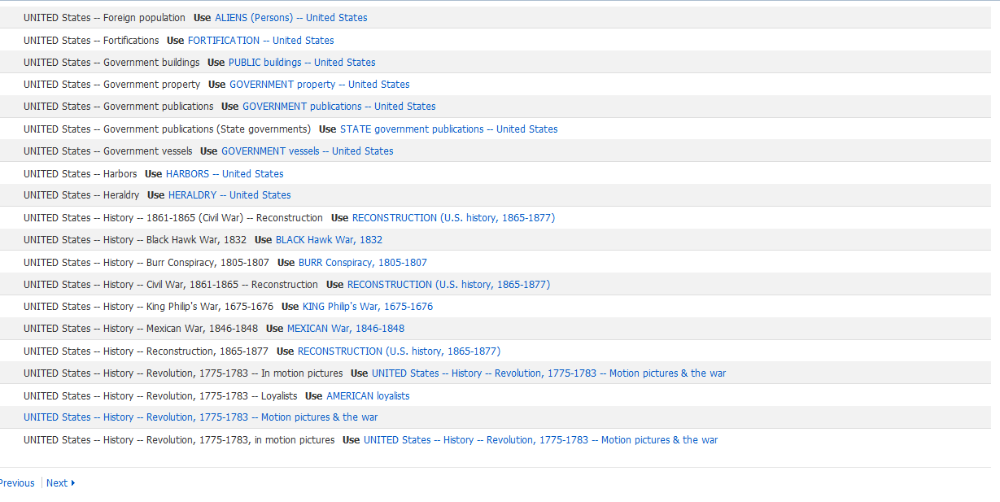 UNITED States -- Foreign population Use ALIENS (Persons) -- United States
UNITED States -- Fortifications Use FORTIFICATION -- United States
UNITED States -- Government buildings Use PUBLIC buildings -- United States
UNITED States -- Government property Use GOVERNMENT property -- United States
UNITED States -- Government publications Use GOVERNMENT publications -- United States
UNITED States -- Government publications (State governments) Use STATE government publications -- United States
UNITED States -- Government vessels Use GOVERNMENT vessels -- United States
UNITED States -- Harbors Use HARBORS -- United States
UNITED States -- Heraldry Use HERALDRY -- United States
UNITED States -- History -- 1861-1865 (Civil War) -- Reconstruction Use RECONSTRUCTION (U.S. history, 1865-1877)
UNITED States -- History -- Black Hawk War, 1832 Use BLACK Hawk War, 1832
UNITED States -- History -- Burr Conspiracy, 1805-1807 Use BURR Conspiracy, 1805-1807
UNITED States -- History -- Civil War, 1861-1865 -- Reconstruction Use RECONSTRUCTION (U.S. history, 1865-1877)
UNITED States -- History -- King Philip's War, 1675-1676 Use KING Philip's War, 1675-1676
UNITED States -- History -- Mexican War, 1846-1848 Use MEXICAN War, 1846-1848
UNITED States -- History -- Reconstruction, 1865-1877 Use RECONSTRUCTION (U.S. history, 1865-1877)
UNITED States -- History -- Revolution, 1775-1783 -- In motion pictures Use UNITED States -- History -- Revolution, 1775-1783 -- Motion pictures & the war
UNITED States -- History -- Revolution, 1775-1783 -- Loyalists Use AMERICAN loyalists
UNITED States -- History -- Revolution, 1775-1783 -- Motion pictures & the war
UNITED States -- History -- Revolution, 1775-1783, in motion pictures Use UNITED States -- History -- Revolution, 1775-1783 -- Motion pictures & the war
Previous Next